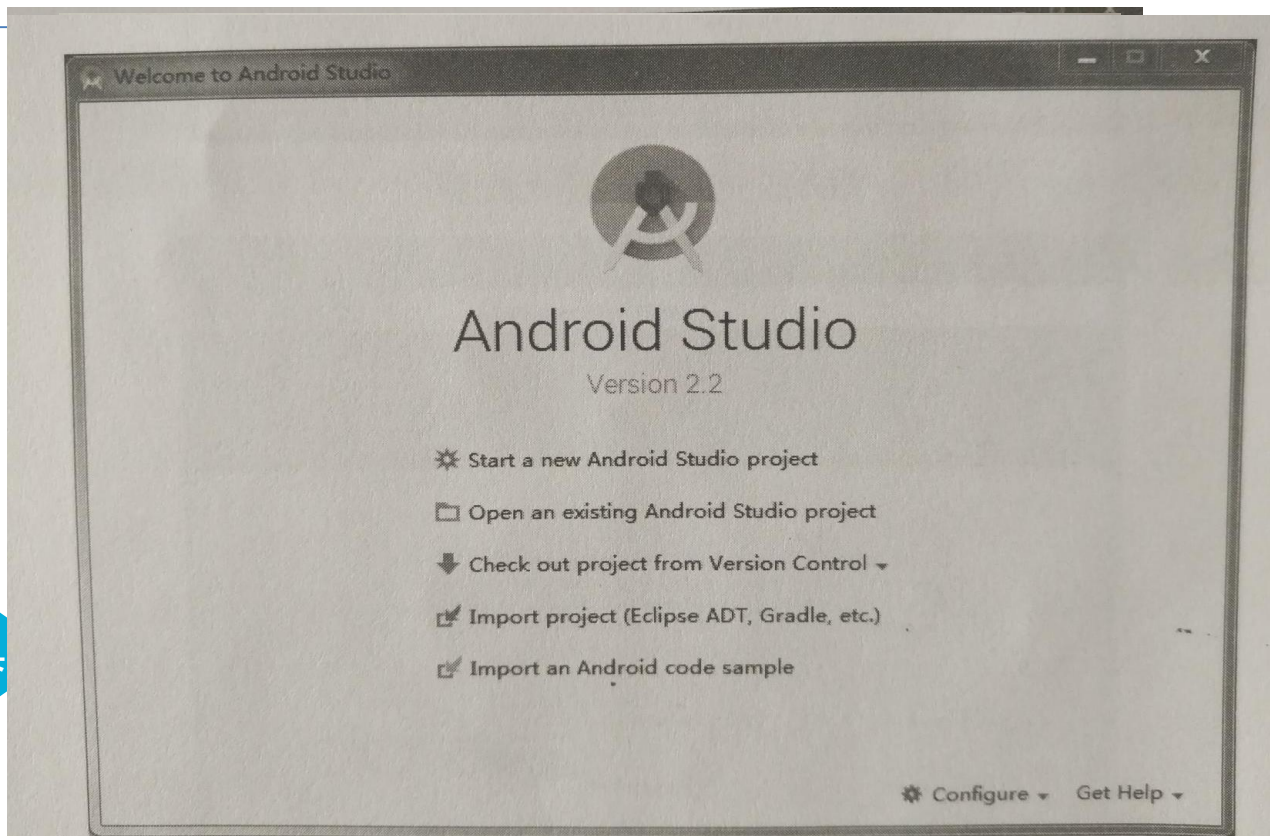 Welcome to Android Studio
Android Studio
Version 2.2
Start a new Android Studio project
Open an existing Android Studio project
Check out project from Version Control
Import project (Eclipse ADT, Gradle, etc.)
Import an Android code sample
Configure
Get Help